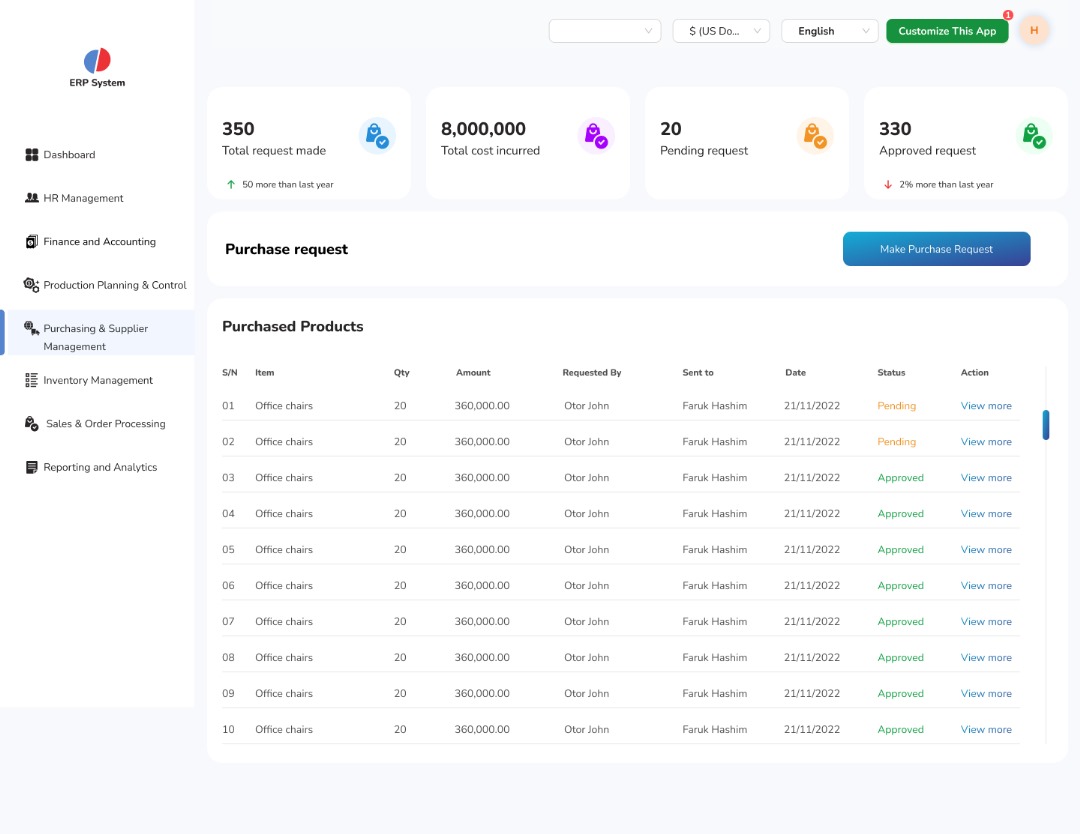 $ (US Do...
English
Customize This App
1
H
ERP System
Dashboard
HR Management
Finance and Accounting
Production Planning & Control
Purchasing & Supplier
Management
Inventory Management
Sales & Order Processing
Reporting and Analytics
350
Total request made
50 more than last year
8,000,000
Total cost incurred
20
Pending request
330
Approved request
2% more than last year
Purchase request
Make Purchase Request
Purchased Products
S/N Item Qty Amount Requested By Sent to Date Status Action
01 Office chairs 20 360,000.00 Otor John Faruk Hashim 21/11/2022 Pending View more
02 Office chairs 20 360,000.00 Otor John Faruk Hashim 21/11/2022 Pending View more
03 Office chairs 20 360,000.00 Otor John Faruk Hashim 21/11/2022 Approved View more
04 Office chairs 20 360,000.00 Otor John Faruk Hashim 21/11/2022 Approved View more
05 Office chairs 20 360,000.00 Otor John Faruk Hashim 21/11/2022 Approved View more
06 Office chairs 20 360,000.00 Otor John Faruk Hashim 21/11/2022 Approved View more
07 Office chairs 20 360,000.00 Otor John Faruk Hashim 21/11/2022 Approved View more
08 Office chairs 20 360,000.00 Otor John Faruk Hashim 21/11/2022 Approved View more
09 Office chairs 20 360,000.00 Otor John Faruk Hashim 21/11/2022 Approved View more
10 Office chairs 20 360,000.00 Otor John Faruk Hashim 21/11/2022 Approved View more